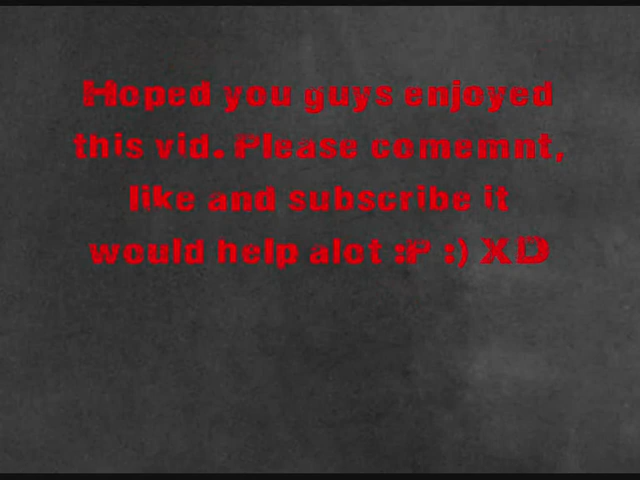 Hoped you guys enjoyed
this vid. Please comemnt,
like and subscribe it
would help alot :P :) XD